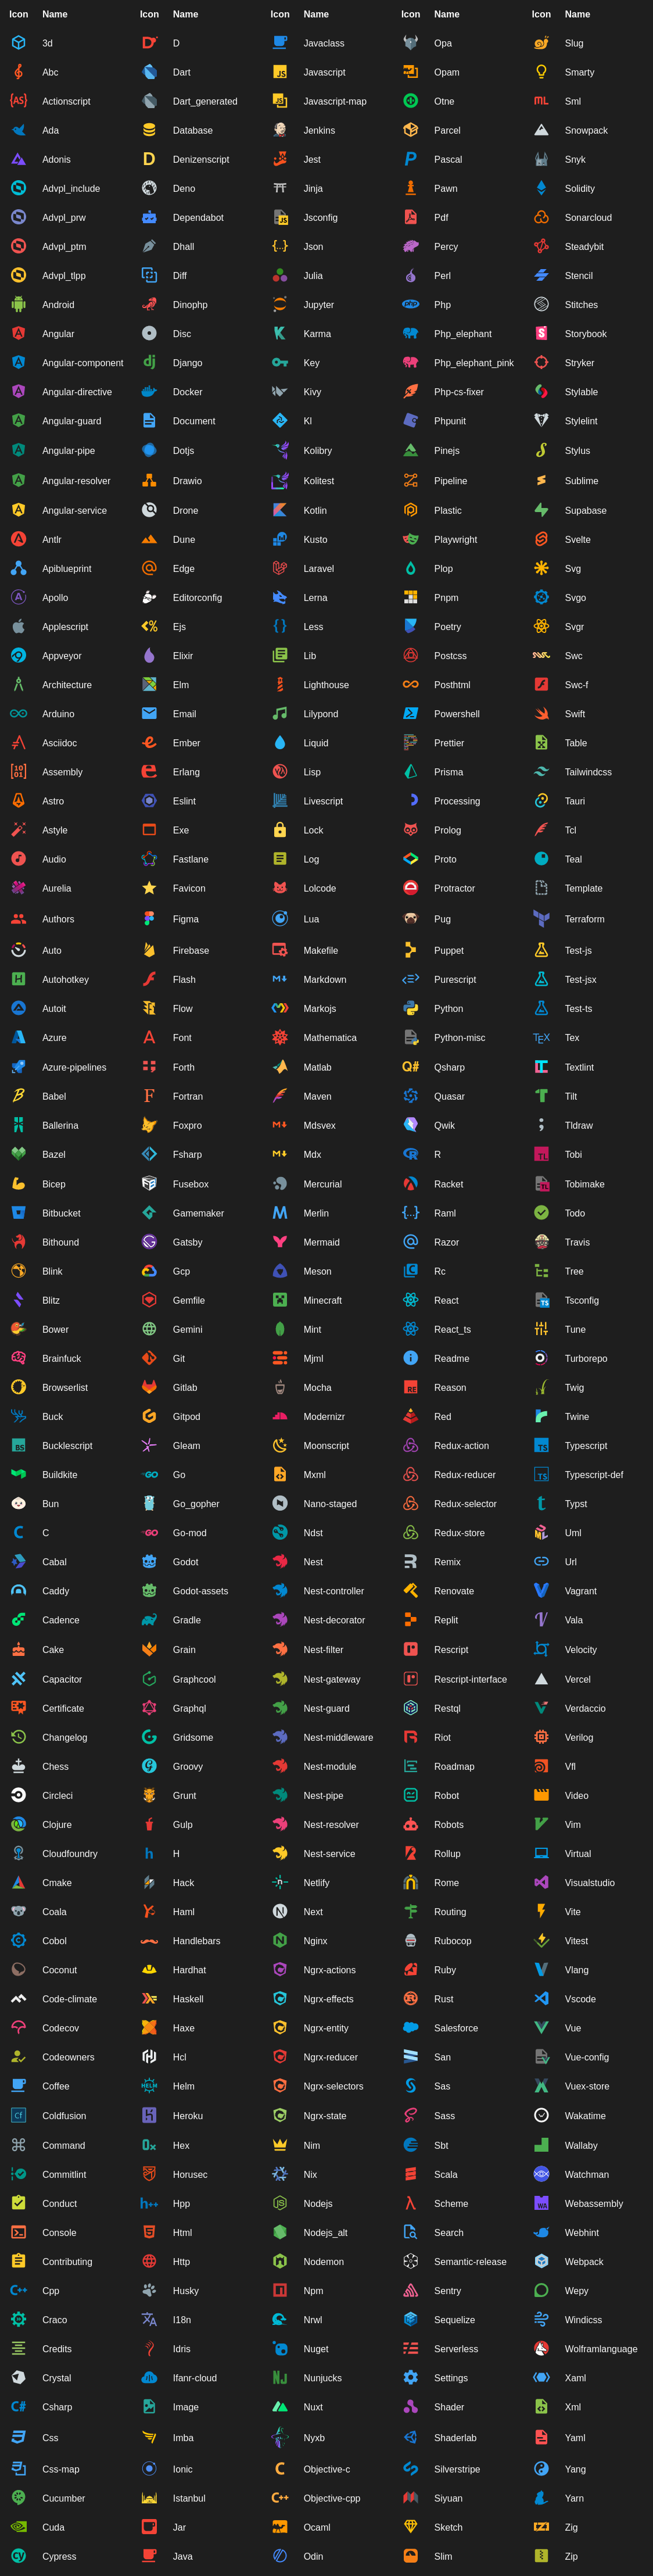 Icon Name Icon Name Icon Name Icon Name Icon Name
3d D Javaclass Opa Slug
Abc Dart Javascript Opam Smarty
Actionscript Dart_generated Javascript-map Otne Sml
Ada Database Jenkins Parcel Snowpack
Adonis Denizenscript Jest Pascal Snyk
Advpl_include Deno Jinja Pawn Solidity
Advpl_prw Dependabot Jsconfig Pdf Sonarcloud
Advpl_ptm Dhall Json Percy Steadybit
Advpl_tlpp Diff Julia Perl Stencil
Android Dinophp Jupyter Php Stitches
Angular Disc Karma Php_elephant Storybook
Angular-component Django Key Php_elephant_pink Stryker
Angular-directive Docker Kivy Php-cs-fixer Stylable
Angular-guard Document Kl Phpunit Stylelint
Angular-pipe Dotjs Kolibry Pinejs Stylus
Angular-resolver Drawio Kolitest Pipeline Sublime
Angular-service Drone Kotlin Plastic Supabase
Antlr Dune Kusto Playwright Svelte
Apiblueprint Edge Laravel Plop Svg
Apollo Editorconfig Lerna Pnpm Svgo
Applescript Ejs Less Poetry Svgr
Appveyor Elixir Lib Postcss Swc
Architecture Elm Lighthouse Posthtml Swc-f
Arduino Email Lilypond Powershell Swift
Asciidoc Ember Liquid Prettier Table
Assembly Erlang Lisp Prisma Tailwindcss
Astro Eslint Livescript Processing Tauri
Astyle Exe Lock Prolog Tcl
Audio Fastlane Log Proto Teal
Aurelia Favicon Lolcode Protractor Template
Authors Figma Lua Pug Terraform
Auto Firebase Makefile Puppet Test-js
Autohotkey Flash Markdown Purescript Test-jsx
Autoit Flow Markojs Python Test-ts
Azure Font Mathematica Python-misc Tex
Azure-pipelines Forth Matlab Qsharp Textlint
Babel Fortran Maven Quasar Tilt
Ballerina Foxpro Mdsvex Qwik Tldraw
Bazel Fsharp Mdx R Tobi
Bicep Fusebox Mercurial Racket Tobimake
Bitbucket Gamemaker Merlin Raml Todo
Bithound Gatsby Mermaid Razor Travis
Blink Gcp Meson Rc Tree
Blitz Gemfile Minecraft React Tsconfig
Bower Gemini Mint React_ts Tune
Brainfuck Git Mjml Readme Turborepo
Browserlist Gitlab Mocha Reason Twig
Buck Gitpod Modernizr Red Twine
Bucklescript Gleam Moonscript Redux-action Typescript
Buildkite Go Mxml Redux-reducer Typescript-def
Bun Go_gopher Nano-staged Redux-selector Typst
C Go-mod Ndst Redux-store Uml
Cabal Godot Nest Remix Url
Caddy Godot-assets Nest-controller Renovate Vagrant
Cadence Gradle Nest-decorator Replit Vala
Cake Grain Nest-filter Rescript Velocity
Capacitor Graphcool Nest-gateway Rescript-interface Vercel
Certificate Graphql Nest-guard Restql Verdaccio
Changelog Gridsome Nest-middleware Riot Verilog
Chess Groovy Nest-module Roadmap Vfl
Circleci Grunt Nest-pipe Robot Video
Clojure Gulp Nest-resolver Robots Vim
Cloudfoundry H Nest-service Rollup Virtual
Cmake Hack Netlify Rome Visualstudio
Coala Haml Next Routing Vite
Cobol Handlebars Nginx Rubocop Vitest
Coconut Hardhat Ngrx-actions Ruby Vlang
Code-climate Haskell Ngrx-effects Rust Vscode
Codecov Haxe Ngrx-entity Salesforce Vue
Codeowners Hcl Ngrx-reducer San Vue-config
Coffee Helm Ngrx-selectors Sas Vuex-store
Coldfusion Heroku Ngrx-state Sass Wakatime
Command Hex Nim Sbt Wallaby
Commitlint Horusec Nix Scala Watchman
Conduct Hpp Nodejs Scheme Webassembly
Console Html Nodejs_alt Search Webhint
Contributing Http Nodemon Semantic-release Webpack
Cpp Husky Npm Sentry Wepy
Craco I18n Nrwl Sequelize Windicss
Credits Idris Nuget Serverless Wolframlanguage
Crystal Ifanr-cloud Nunjucks Settings Xaml
Csharp Image Nuxt Shader Xml
Css Imba Nyxb Shaderlab Yaml
Css-map Ionic Objective-c Silverstripe Yang
Cucumber Istanbul Objective-cpp Siyuan Yarn
Cuda Jar Ocaml Sketch Zig
Cypress Java Odin Slim Zip